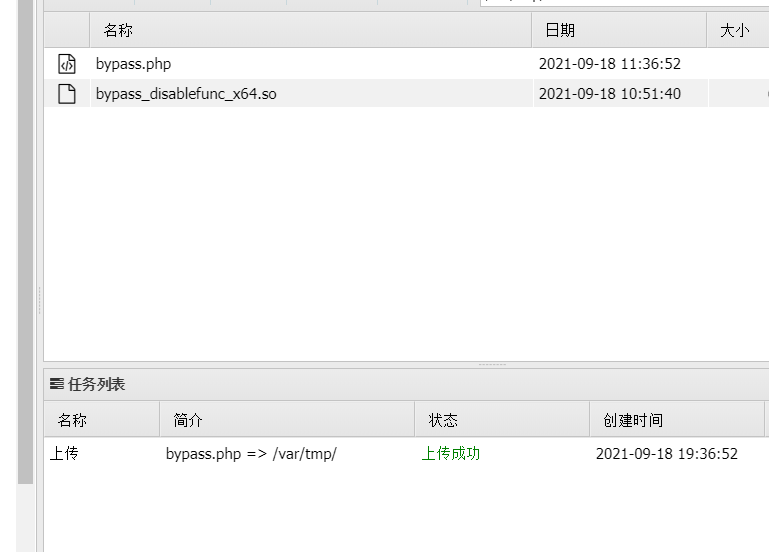 名称 日期 大小
bypass.php 2021-09-18 11:36:52
bypass_disablefunc_x64.so 2021-09-18 10:51:40
任务列表
名称 简介 状态 创建时间
上传 bypass.php => /var/tmp/ 上传成功 2021-09-18 19:36:52